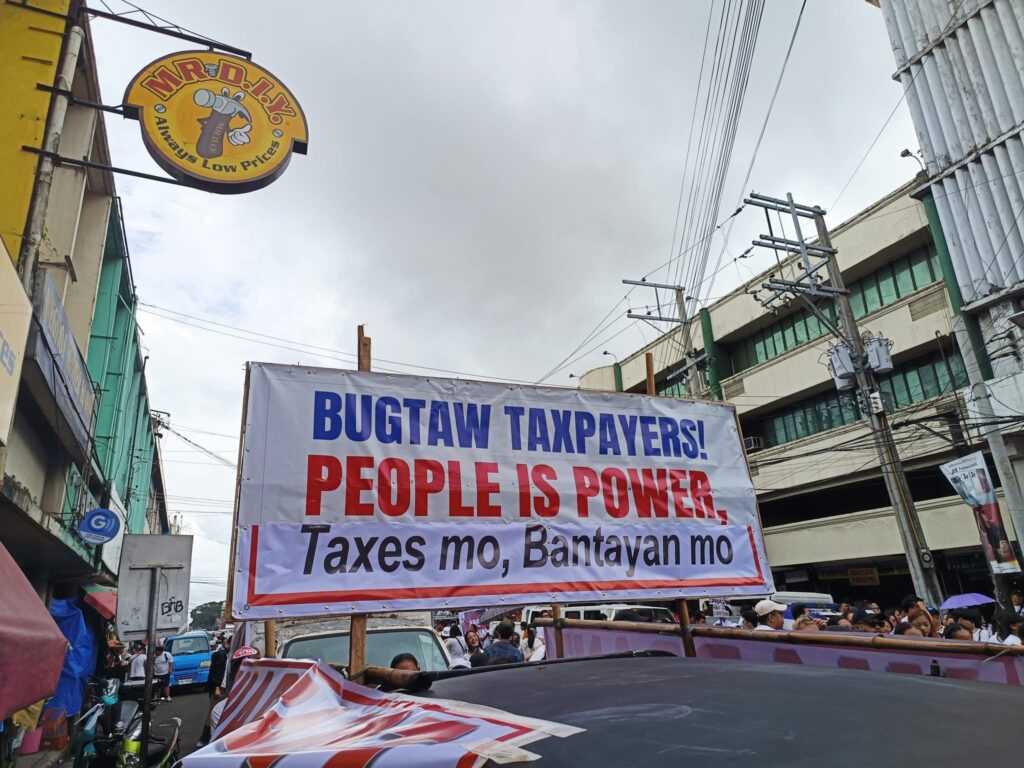 MR.D.I.Y.
Always Low Prices
BUGTAW TAXPAYERS!
PEOPLE IS POWER,
Taxes mo, Bantayan mo